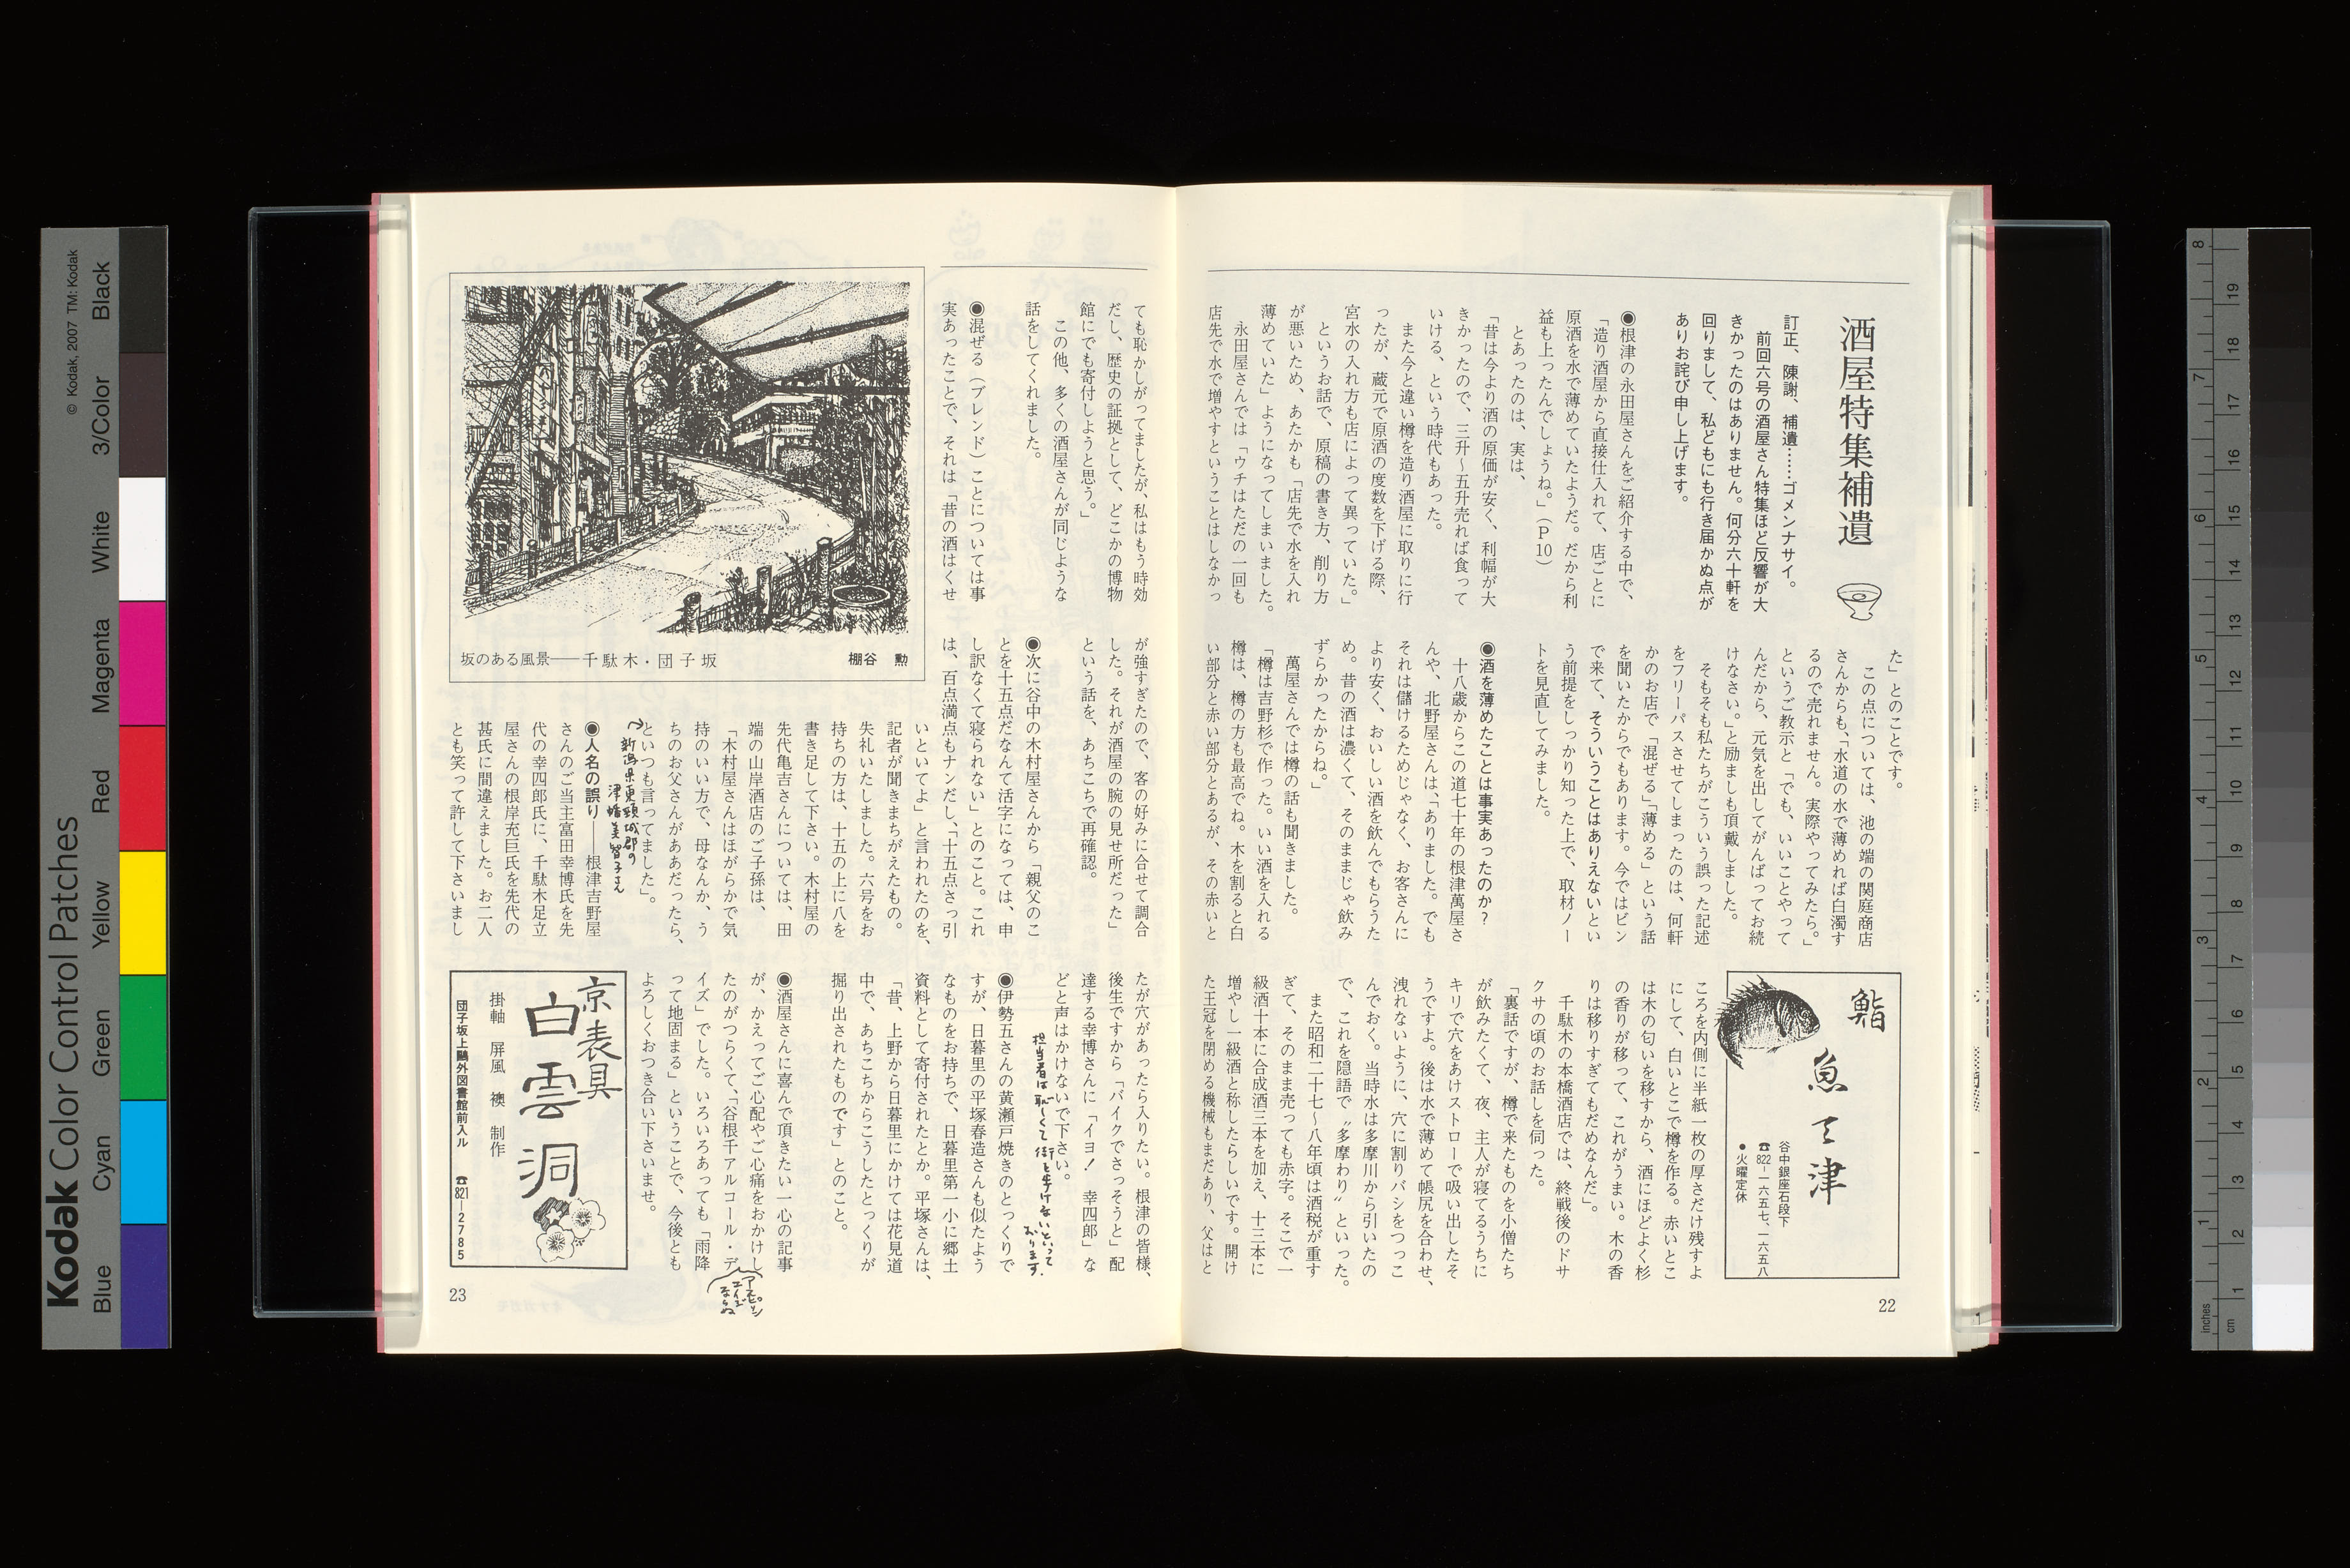 酒屋特集補遺
訂正、陳謝、補遺……ゴメンナサイ。
前回六号の酒屋さん特集ほど反響が大
きかったのはありません。何分六十軒を
回りまして、私どもにも行き届かぬ点が
ありお詫び申し上げます。
◉根津の永田屋さんをご紹介する中で、
「造り酒屋から直接仕入れて、店ごとに
原酒を水で薄めていたようだ。だから利
益も上ったんでしょうね。」(P10)
とあったのは、実は、
「昔は今より酒の原価が安く、利幅が大
きかったので、三升〜五升売れば食って
いける、という時代もあった。
また今と違い樽を造り酒屋に取りに行
ったが、蔵元で原酒の度数を下げる際、
宮水の入れ方も店によって異っていた。」
というお話で、原稿の書き方、削り方
が悪いため、あたかも「店先で水を入れ
薄めていた」ようになってしまいました。
永田屋さんでは「ウチはただの一回も
店先で水で増やすということはしなかっ
た」とのことです。
この点については、池の端の関庭商店
さんからも、「水道の水で薄めれば白濁す
るので売れません。実際やってみたら。」
というご教示と「でも、いいことやって
んだから、元気を出してがんばってお続
けなさい。」と励ましも頂戴しました。
そもそも私たちがこういう誤った記述
をフリーパスさせてしまったのは、何軒
かのお店で「混ぜる」「薄める」という話
を聞いたからでもあります。今ではビン
で来て、そういうことはありえないとい
う前提をしっかり知った上で、取材ノー
トを見直してみました。
◉酒を薄めたことは事実あったのか?
十八歳からこの道七十年の根津萬屋さ
んや、北野屋さんは、「ありました。でも
それは儲けるためじゃなく、お客さんに
より安く、おいしい酒を飲んでもらうた
め。昔の酒は濃くて、そのままじゃ飲み
ずらかったからね。」
萬屋さんでは樽の話も聞きました。
「樽は吉野杉で作った。いい酒を入れる
樽は、樽の方も最高でね。木を割ると白
い部分と赤い部分とあるが、その赤いと
ころを内側に半紙一枚の厚さだけ残すよ
にして、白いとこで樽を作る。赤いとこ
は木の匂いを移すから、酒にほどよく杉
の香りが移って、これがうまい。木の香
りは移りすぎてもだめなんだ」。
千駄木の本橋酒店では、終戦後のドサ
クサの頃のお話しを伺った。
「裏話ですが、樽で来たものを小僧たち
が飲みたくて、夜、主人が寝てるうちに
キリで穴をあけストローで吸い出したそ
うですよ。後は水で薄めて帳尻を合わせ、
洩れないように、穴に割りバシをつっこ
んでおく。当時水は多摩川から引いたの
で、これを隠語で〝多摩わり〟といった。
また昭和二十七〜八年頃は酒税が重す
ぎて、そのまま売っても赤字。そこで一
級酒十本に合成酒三本を加え、十三本に
増やし一級酒と称したらしいです。開け
た王冠を閉める機械もまだあり、父はと
鮨
魚て津
谷中銀座石段下
☎822-一六五七、一六五八
●火曜定休
22
ても恥かしがってましたが、私はもう時効
だし、歴史の証拠として、どこかの博物
館にでも寄付しようと思う。」
この他、多くの酒屋さんが同じような
話をしてくれました。
◉混ぜる(ブレンド)ことについては事
実あったことで、それは「昔の酒はくせ
が強すぎたので、客の好みに合せて調合
した。それが酒屋の腕の見せ所だった」
という話を、あちこちで再確認。
◉次に谷中の木村屋さんから「親父のこ
とを十五点だなんて活字になっては、申
し訳なくて寝られない」とのこと。これ
は、百点満点もナンだし、「十五点さっ引
いといてよ」と言われたのを、
記者が聞きまちがえたもの。
失礼いたしました。六号をお
持ちの方は、十五の上に八を
書き足して下さい。木村屋の
先代亀吉さんについては、田
端の山岸酒店のご子孫は、
「木村屋さんはほがらかで気
持のいい方で、母なんか、う
ちのお父さんがああだったら、
といつも言ってました」。
新潟県東頸城郡の
津幡美智子さん
◉人名の誤り——根津吉野屋
さんのご当主富田幸博氏を先
代の幸四郎氏に、千駄木足立
屋さんの根岸充巨氏を先代の
甚氏に間違えました。お二人
とも笑って許して下さいまし
たが穴があったら入りたい。根津の皆様、
後生ですから「バイクでさっそうと」配
達する幸博さんに「イヨ!　幸四郎」な
どと声はかけないで下さい。
担当者は恥しくて街を歩けないといって
おります。
◉伊勢五さんの黄瀬戸焼きのとっくりで
すが、日暮里の平塚春造さんも似たよう
なものをお持ちで、日暮里第一小に郷土
資料として寄付されたとか。平塚さんは、
「昔、上野から日暮里にかけては花見道
中で、あちこちからこうしたとっくりが
掘り出されたものです」とのこと。
◉酒屋さんに喜んで頂きたい一心の記事
が、かえってご心配やご心痛をおかけし
たのがつらくて、「谷根千アルコール・デ
イズ」でした。いろいろあっても「雨降
って地固まる」ということで、今後とも
よろしくおつき合い下さいませ。
坂のある風景——千駄木・団子坂
棚谷　勲
京表具
白雲洞
掛軸　屏風　襖　制作
団子坂上鷗外図書館前入ル　☎821-2785
23
Kodak Color Control Patches
© Kodak, 2007 TM: Kodak
Blue Cyan Green Yellow Red Magenta White 3/Color Black
inches 1 2 3 4 5 6 7 8
cm 1 2 3 4 5 6 7 8 9 10 11 12 13 14 15 16 17 18 19